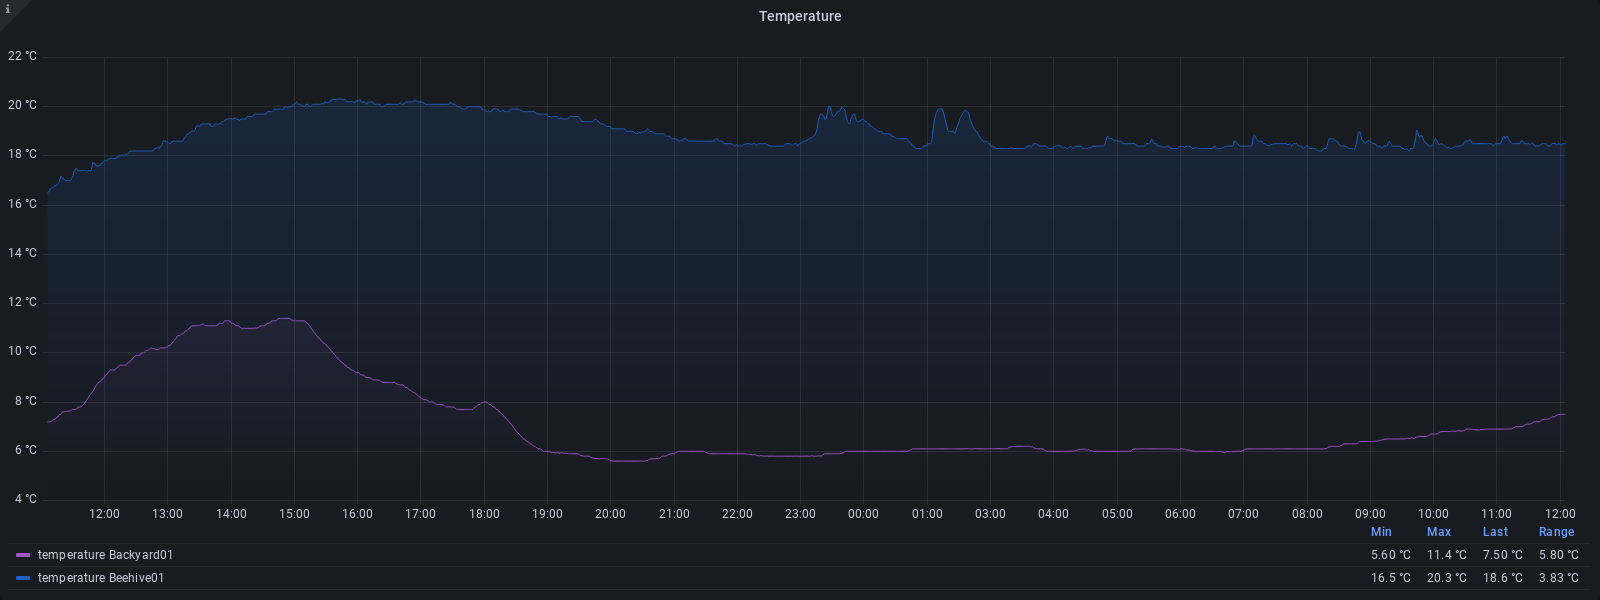 i
Temperature
22 °C
20 °C
18 °C
16 °C
14 °C
12 °C
10 °C
8 °C
6 °C
4 °C
12:00 13:00 14:00 15:00 16:00 17:00 18:00 19:00 20:00 21:00 22:00 23:00 00:00 01:00 02:00 03:00 04:00 05:00 06:00 07:00 08:00 09:00 10:00 11:00 12:00
Min Max Last Range
temperature Backyard01 5.60 °C 11.4 °C 7.50 °C 5.80 °C
temperature Beehive01 16.5 °C 20.3 °C 18.6 °C 3.83 °C